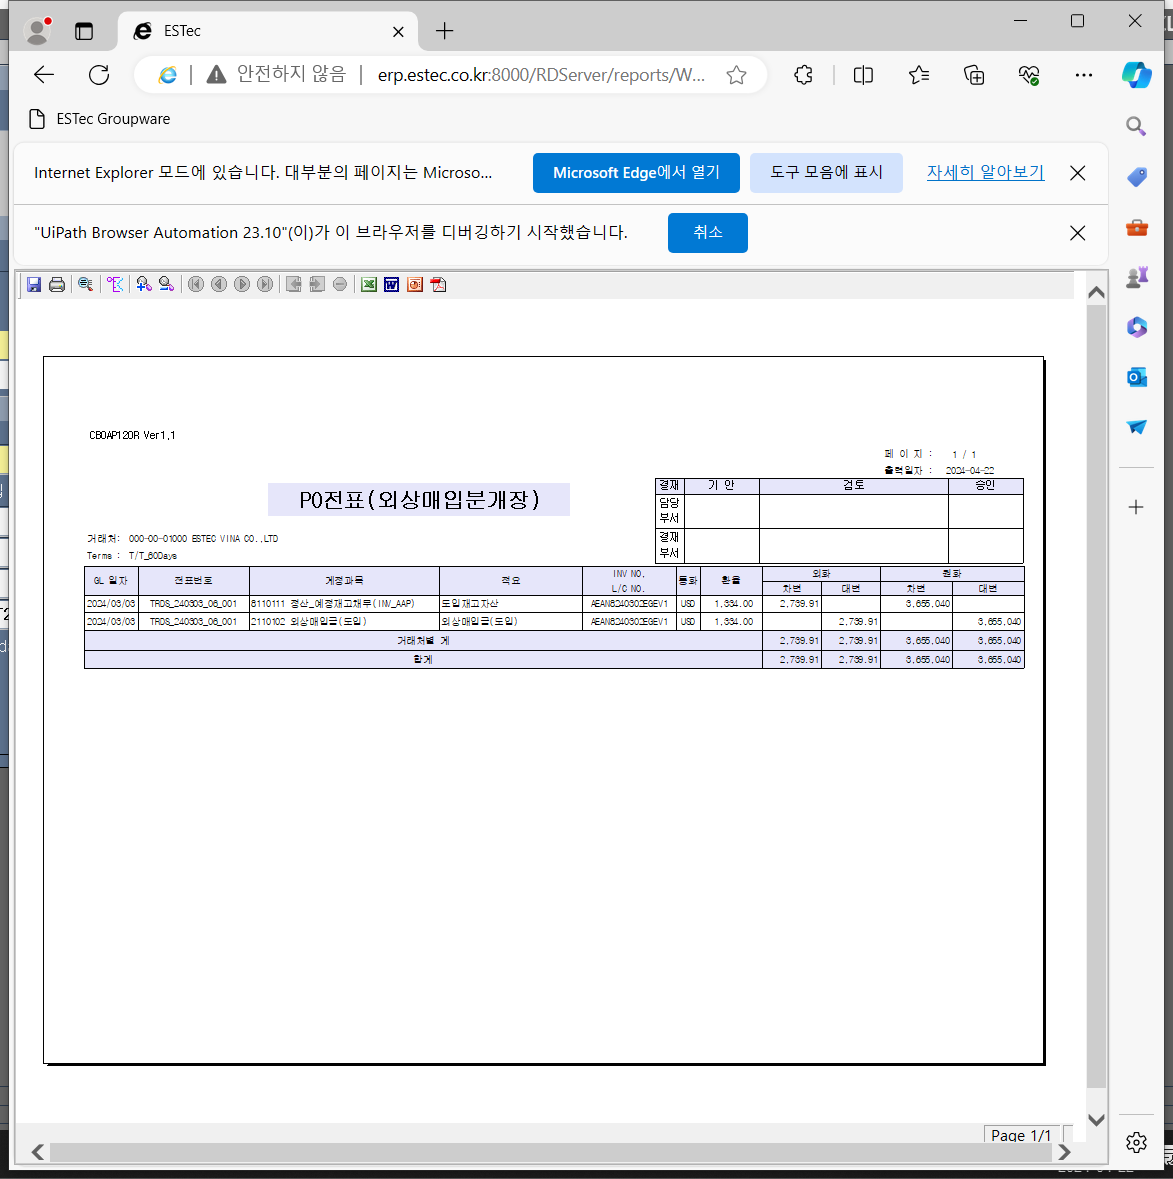 ESTec
안전하지 않음
erp.estec.co.kr:8000/RDServer/reports/W...
ESTec Groupware
Internet Explorer 모드에 있습니다. 대부분의 페이지는 Microso...
Microsoft Edge에서 열기
도구 모음에 표시
자세히 알아보기
"UiPath Browser Automation 23.10"(이)가 이 브라우저를 디버깅하기 시작했습니다.
취소
CBOAP120R Ver1.1
페 이 지 : 1 / 1
출력일자 : 2024-04-22
PO전표(외상매입분개장)
결재 기 안 검토 승인
담당
부서
결재
부서
거래처: 000-00-01000 ESTEC VINA CO.,LTD
Terms : T/T_60Days
GL 일자 전표번호 계정과목 적요 INV NO. L/C NO. 통화 환율 외화 원화
차변 대변 차변 대변
2024/03/03 TRDS_240303_06_001 8110111 정산_예정재고채무(INV_AAP) 도입재고자산 AEAN3240302EGEV1 USD 1,334.00 2,739.91 3,655,040
2024/03/03 TRDS_240303_06_001 2110102 외상매입금(도입) 외상매입금(도입) AEAN3240302EGEV1 USD 1,334.00 2,739.91 3,655,040
거래처별 계 2,739.91 2,739.91 3,655,040 3,655,040
합계 2,739.91 2,739.91 3,655,040 3,655,040
Page 1/1